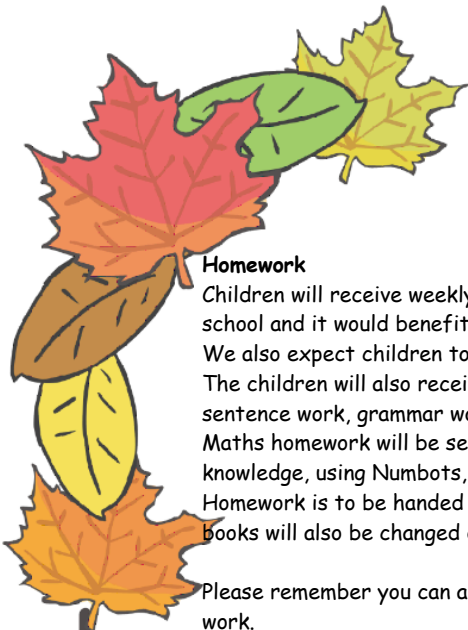 Homework
Children will receive weekly
school and it would benefit
We also expect children to
The children will also recei
sentence work, grammar wo
Maths homework will be se
knowledge, using Numbots,
Homework is to be handed
books will also be changed
Please remember you can a
work.